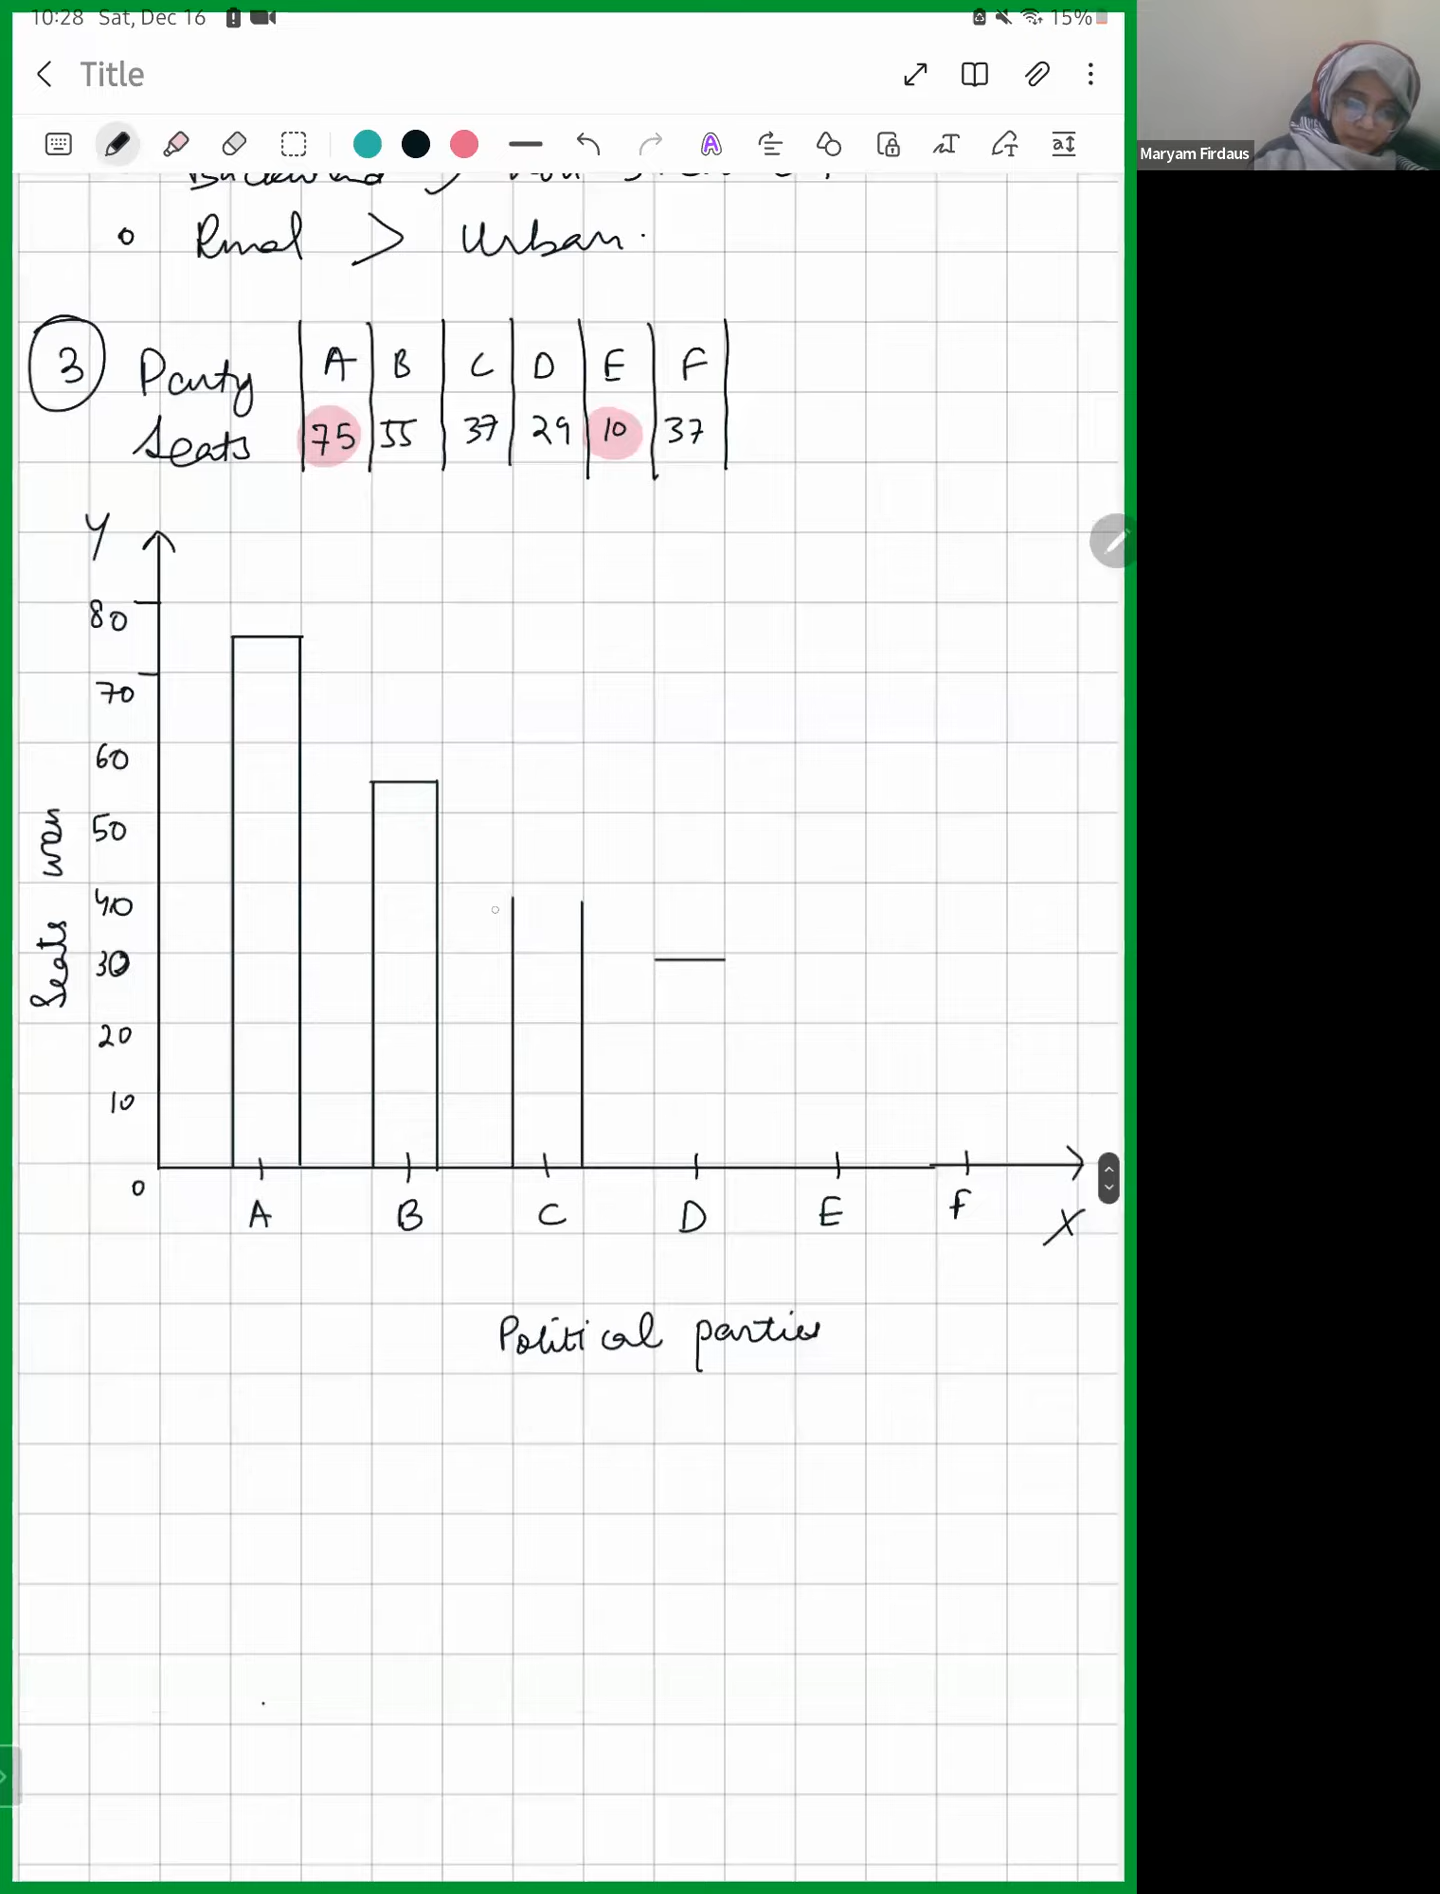 10:28 Sat, Dec 16
15%
Title
Maryam Firdaus
Rural > Urban.
3 Party A B C D E F
Seats 75 55 37 29 10 37
Y
80
70
60
50
40
30
20
10
0
Seats won
A B C D E F
X
Political parties